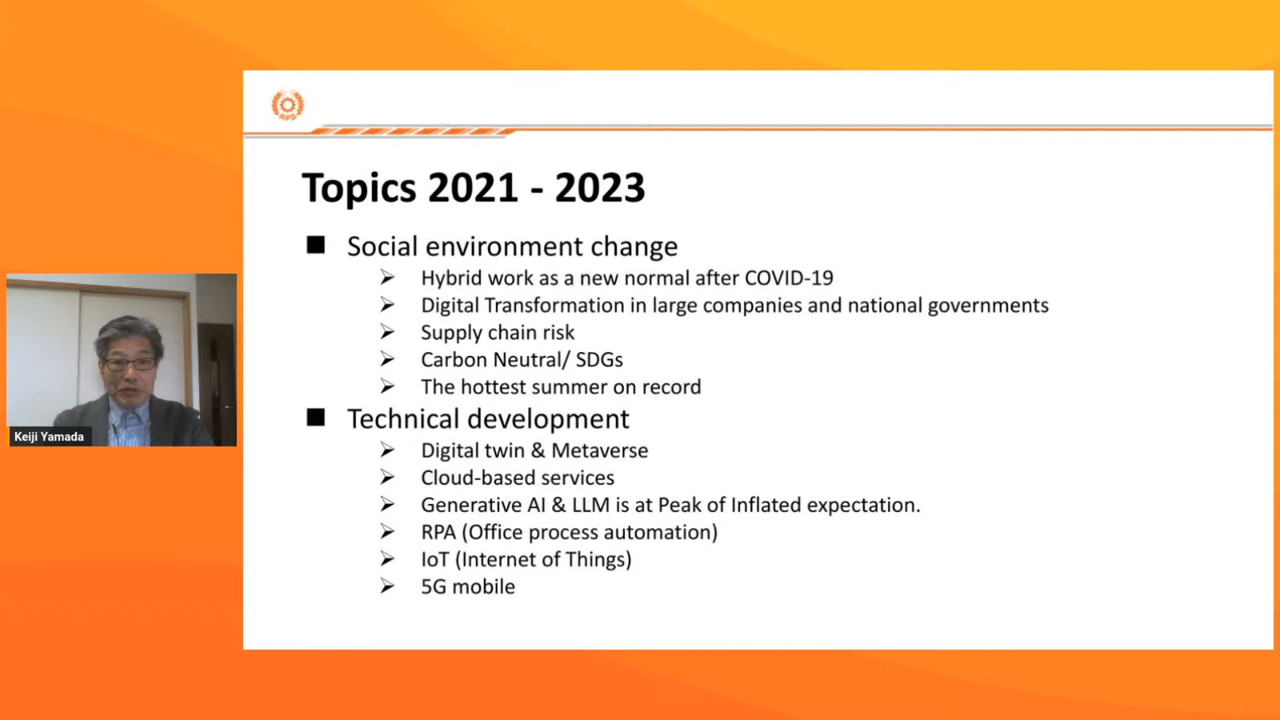 RPG
Topics 2021 - 2023
Social environment change
Hybrid work as a new normal after COVID-19
Digital Transformation in large companies and national governments
Supply chain risk
Carbon Neutral/ SDGs
The hottest summer on record
Technical development
Digital twin & Metaverse
Cloud-based services
Generative AI & LLM is at Peak of Inflated expectation.
RPA (Office process automation)
IoT (Internet of Things)
5G mobile
Keiji Yamada